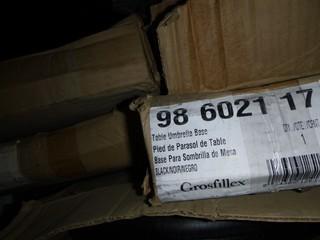 98 6021 17
Table Umbrella Base
Pied de Parasol de Table
Base Para Sombrilla de Mesa
BLACK/NOIR/NEGRO
1
Grosfillex